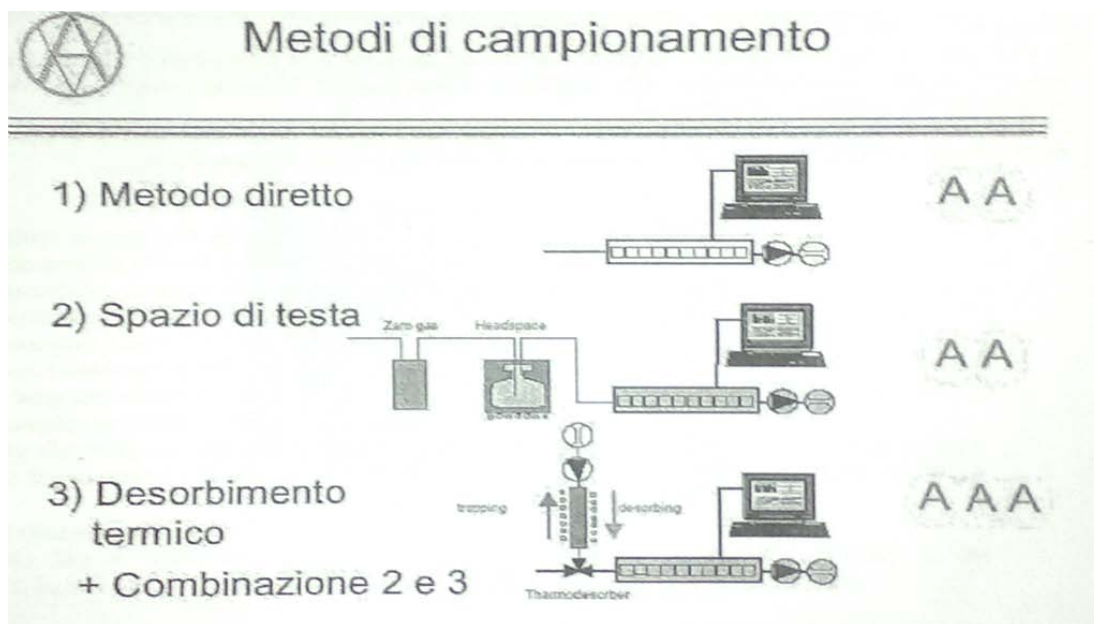 Metodi di campionamento
1) Metodo diretto
A A
2) Spazio di testa
Zero gas
Headspace
A A
3) Desorbimento
termico
trapping
desorbing
A A A
+ Combinazione 2 e 3
Thermodesorber